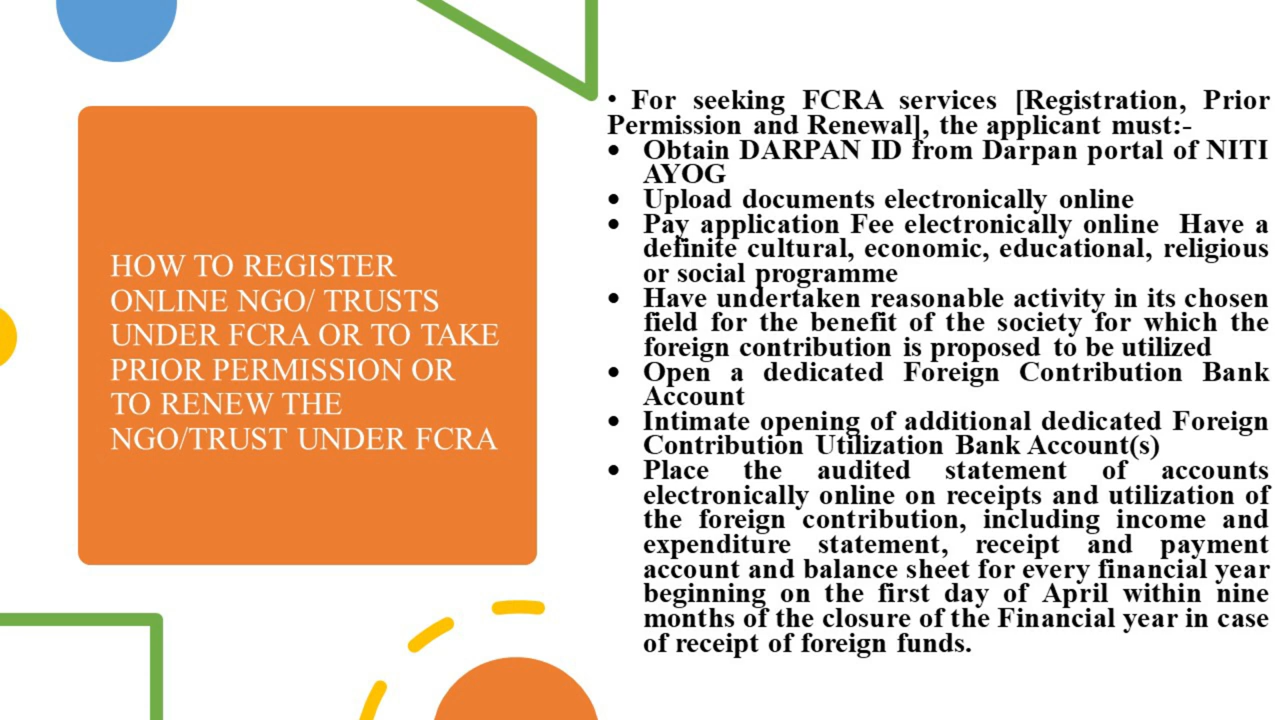 HOW TO REGISTER
ONLINE NGO/ TRUSTS
UNDER FCRA OR TO TAKE
PRIOR PERMISSION OR
TO RENEW THE
NGO/TRUST UNDER FCRA
• For seeking FCRA services [Registration, Prior
Permission and Renewal], the applicant must:-
• Obtain DARPAN ID from Darpan portal of NITI
AYOG
• Upload documents electronically online
• Pay application Fee electronically online Have a
definite cultural, economic, educational, religious
or social programme
• Have undertaken reasonable activity in its chosen
field for the benefit of the society for which the
foreign contribution is proposed to be utilized
• Open a dedicated Foreign Contribution Bank
Account
• Intimate opening of additional dedicated Foreign
Contribution Utilization Bank Account(s)
• Place the audited statement of accounts
electronically online on receipts and utilization of
the foreign contribution, including income and
expenditure statement, receipt and payment
account and balance sheet for every financial year
beginning on the first day of April within nine
months of the closure of the Financial year in case
of receipt of foreign funds.